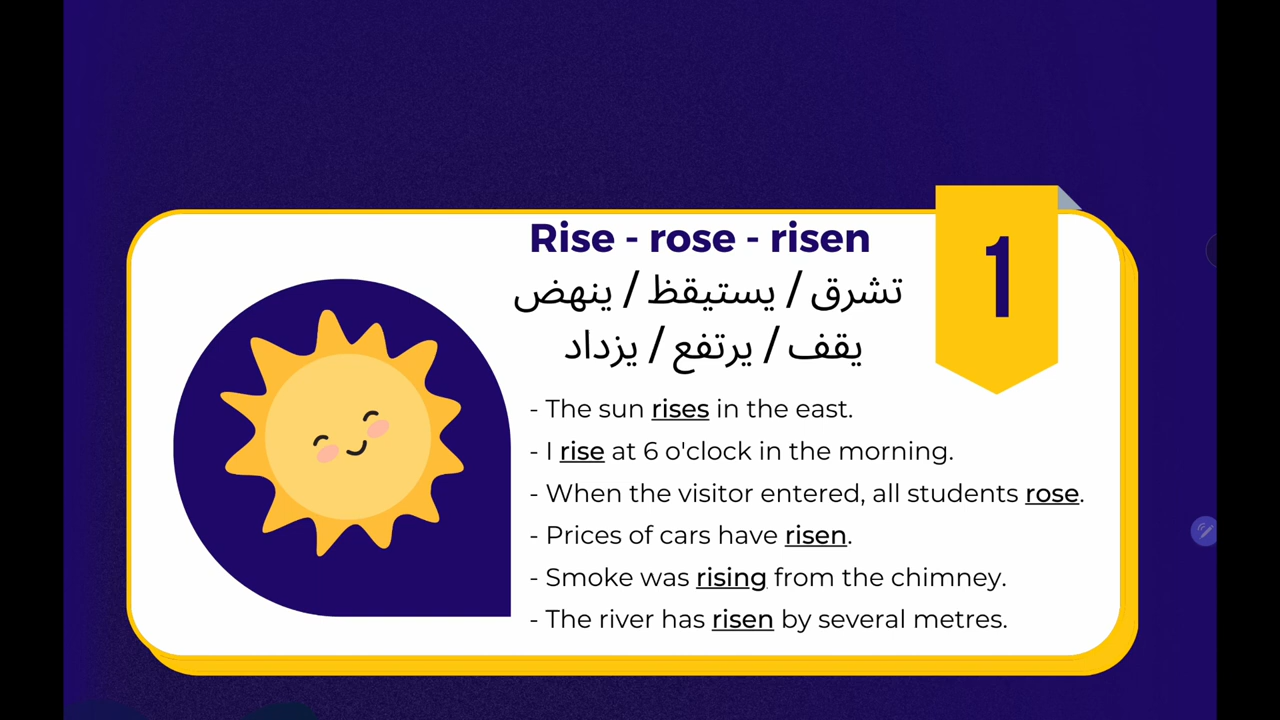 Rise - rose - risen
1
تشرق / يستيقظ / ينهض
يقف / يرتفع / يزداد
- The sun rises in the east.
- I rise at 6 o'clock in the morning.
- When the visitor entered, all students rose.
- Prices of cars have risen.
- Smoke was rising from the chimney.
- The river has risen by several metres.